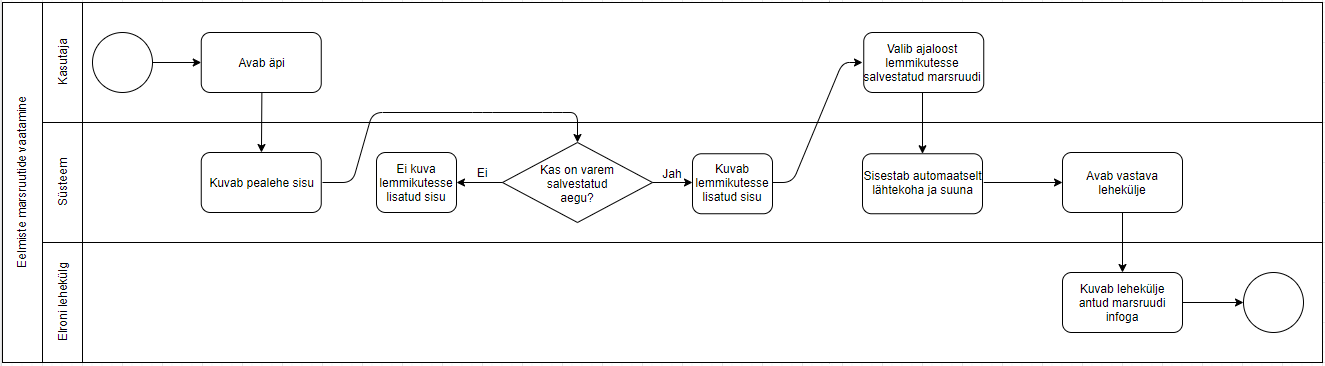 Eelmiste marsruutide vaatamine
Kasutaja
Avab äpi
Valib ajaloost
lemmikutesse
salvestatud marsruudi
Süsteem
Kuvab pealehe sisu
Ei kuva
lemmikutesse
lisatud sisu
Ei
Kas on varem
salvestatud
aegu?
Jah
Kuvab
lemmikutesse
lisatud sisu
Sisestab automaatselt
lähtekoha ja suuna
Avab vastava
lehekülje
Elroni lehekülg
Kuvab lehekülje
antud marsruudi
infoga